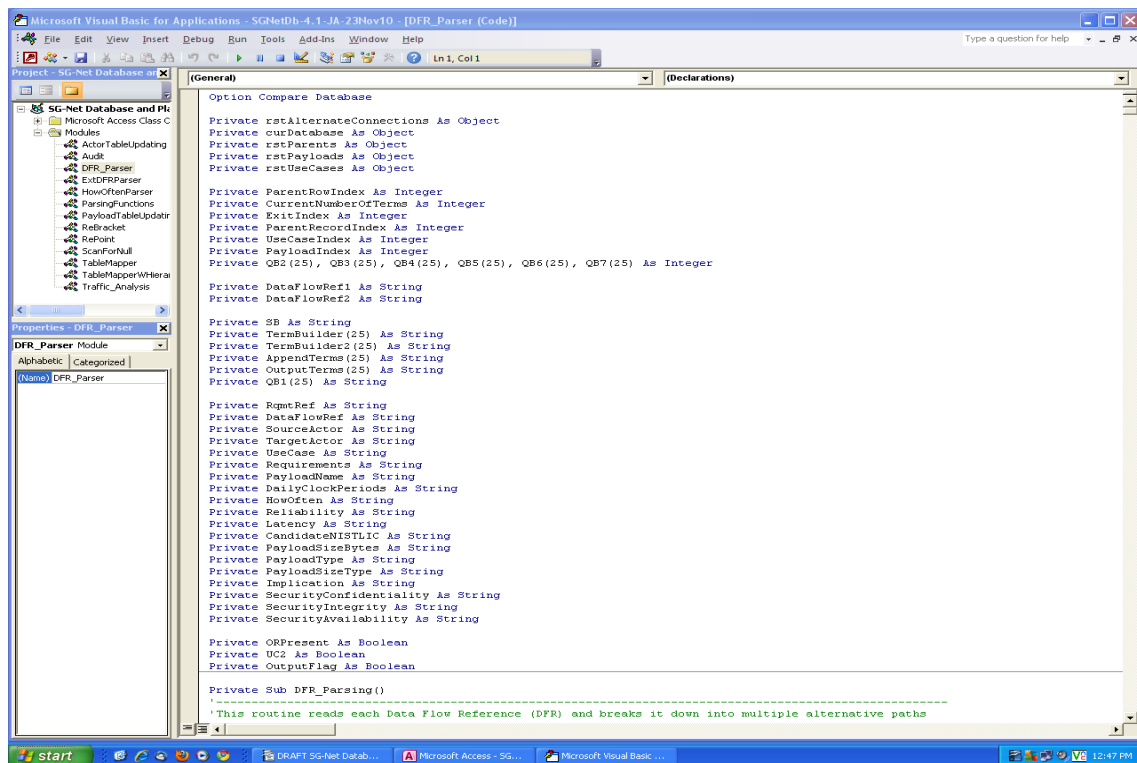 Microsoft Visual Basic for Applications - SGNetDb-4.1-JA-23Nov10 - [DFR_Parser (Code)]
File Edit View Insert Debug Run Tools Add-Ins Window Help
Type a question for help
Ln 1, Col 1
Project - SG-Net Database ar
SG-Net Database and Pla
Microsoft Access Class C
Modules
ActorTableUpdating
Audit
DFR_Parser
ExtDFRParser
HowOftenParser
ParsingFunctions
PayloadTableUpdatir
ReBracket
RePoint
ScanForNull
TableMapper
TableMapperWHierar
Traffic_Analysis
Properties - DFR_Parser
DFR_Parser Module
Alphabetic Categorized
(Name) DFR_Parser
(General) (Declarations)
Option Compare Database
Private rstAlternateConnections As Object
Private curDatabase As Object
Private rstParents As Object
Private rstPayloads As Object
Private rstUseCases As Object
Private ParentRowIndex As Integer
Private CurrentNumberOfTerms As Integer
Private ExitIndex As Integer
Private ParentRecordIndex As Integer
Private UseCaseIndex As Integer
Private PayloadIndex As Integer
Private QB2(25), QB3(25), QB4(25), QB5(25), QB6(25), QB7(25) As Integer
Private DataFlowRef1 As String
Private DataFlowRef2 As String
Private SB As String
Private TermBuilder(25) As String
Private TermBuilder2(25) As String
Private AppendTerms(25) As String
Private OutputTerms(25) As String
Private QB1(25) As String
Private RqmtRef As String
Private DataFlowRef As String
Private SourceActor As String
Private TargetActor As String
Private UseCase As String
Private Requirements As String
Private PayloadName As String
Private DailyClockPeriods As String
Private HowOften As String
Private Reliability As String
Private Latency As String
Private CandidateNISTLIC As String
Private PayloadSizeBytes As String
Private PayloadType As String
Private PayloadSizeType As String
Private Implication As String
Private SecurityConfidentiality As String
Private SecurityIntegrity As String
Private SecurityAvailability As String
Private ORPresent As Boolean
Private UC2 As Boolean
Private OutputFlag As Boolean
Private Sub DFR_Parsing()
'This routine reads each Data Flow Reference (DFR) and breaks it down into multiple alternative paths
start
DRAFT SG-Net Datab...
Microsoft Access - SG...
Microsoft Visual Basic ...
12:47 PM